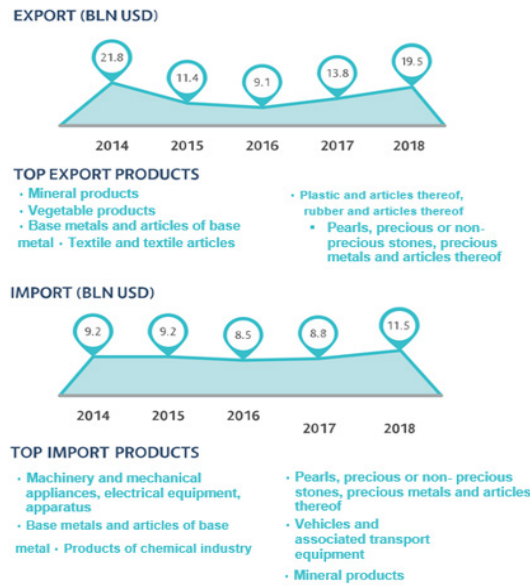 EXPORT (BLN USD)
21.8
11.4
9.1
13.8
19.5
2014
2015
2016
2017
2018
TOP EXPORT PRODUCTS
· Mineral products
· Vegetable products
· Base metals and articles of base
metal · Textile and textile articles
· Plastic and articles thereof,
rubber and articles thereof
▪ Pearls, precious or non-
precious stones, precious
metals and articles thereof
IMPORT (BLN USD)
9.2
9.2
8.5
8.8
11.5
2014
2015
2016
2017
2018
TOP IMPORT PRODUCTS
· Machinery and mechanical
appliances, electrical equipment,
apparatus
· Base metals and articles of base
metal · Products of chemical industry
· Pearls, precious or non- precious
stones, precious metals and articles
thereof
· Vehicles and
associated transport
equipment
· Mineral products